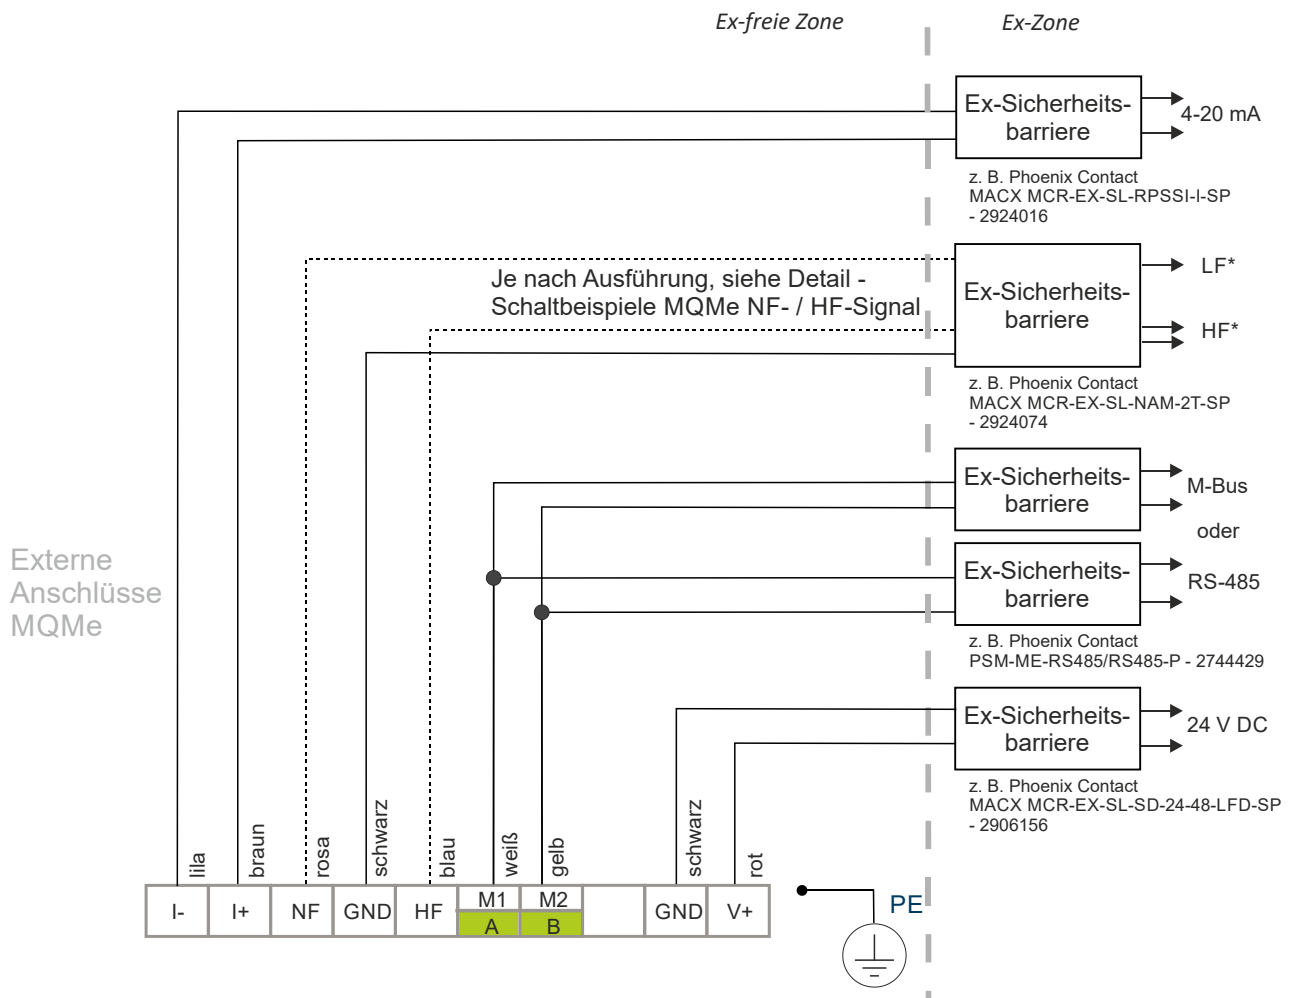 Ex-freie Zone
Ex-Zone
Ex-Sicherheits-
barriere
4-20 mA
z. B. Phoenix Contact
MACX MCR-EX-SL-RPSSI-I-SP
- 2924016
Je nach Ausführung, siehe Detail -
Schaltbeispiele MQMe NF- / HF-Signal
Ex-Sicherheits-
barriere
LF*
HF*
z. B. Phoenix Contact
MACX MCR-EX-SL-NAM-2T-SP
- 2924074
Ex-Sicherheits-
barriere
M-Bus
oder
Ex-Sicherheits-
barriere
RS-485
z. B. Phoenix Contact
PSM-ME-RS485/RS485-P - 2744429
Externe
Anschlüsse
MQMe
Ex-Sicherheits-
barriere
24 V DC
z. B. Phoenix Contact
MACX MCR-EX-SL-SD-24-48-LFD-SP
- 2906156
lila
braun
rosa
schwarz
blau
weiß
gelb
schwarz
rot
I-
I+
NF
GND
HF
M1
A
M2
B
GND
V+
PE